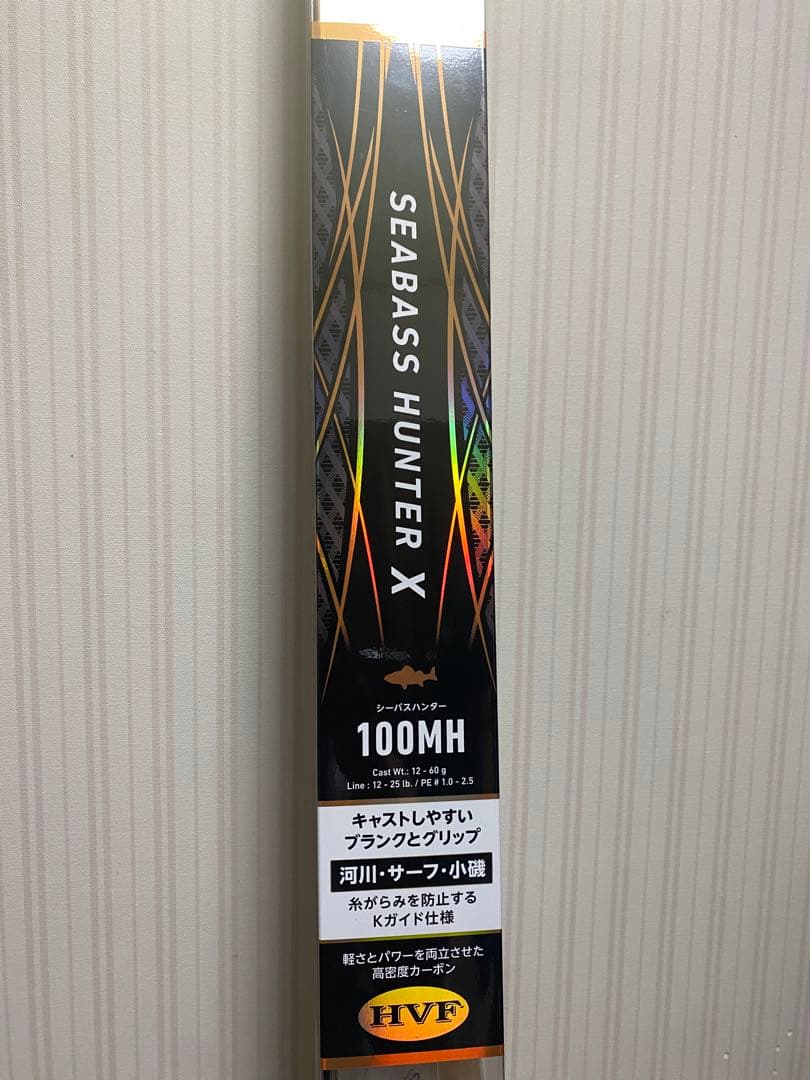 SEABASS HUNTER X
シーバスハンター
100MH
Cast Wt.: 12 - 60 g
Line : 12 - 25 lb. / PE # 1.0 - 2.5
キャストしやすい
ブランクとグリップ
河川・サーフ・小磯
糸がらみを防止する
Kガイド仕様
軽さとパワーを両立させた
高密度カーボン
HVF